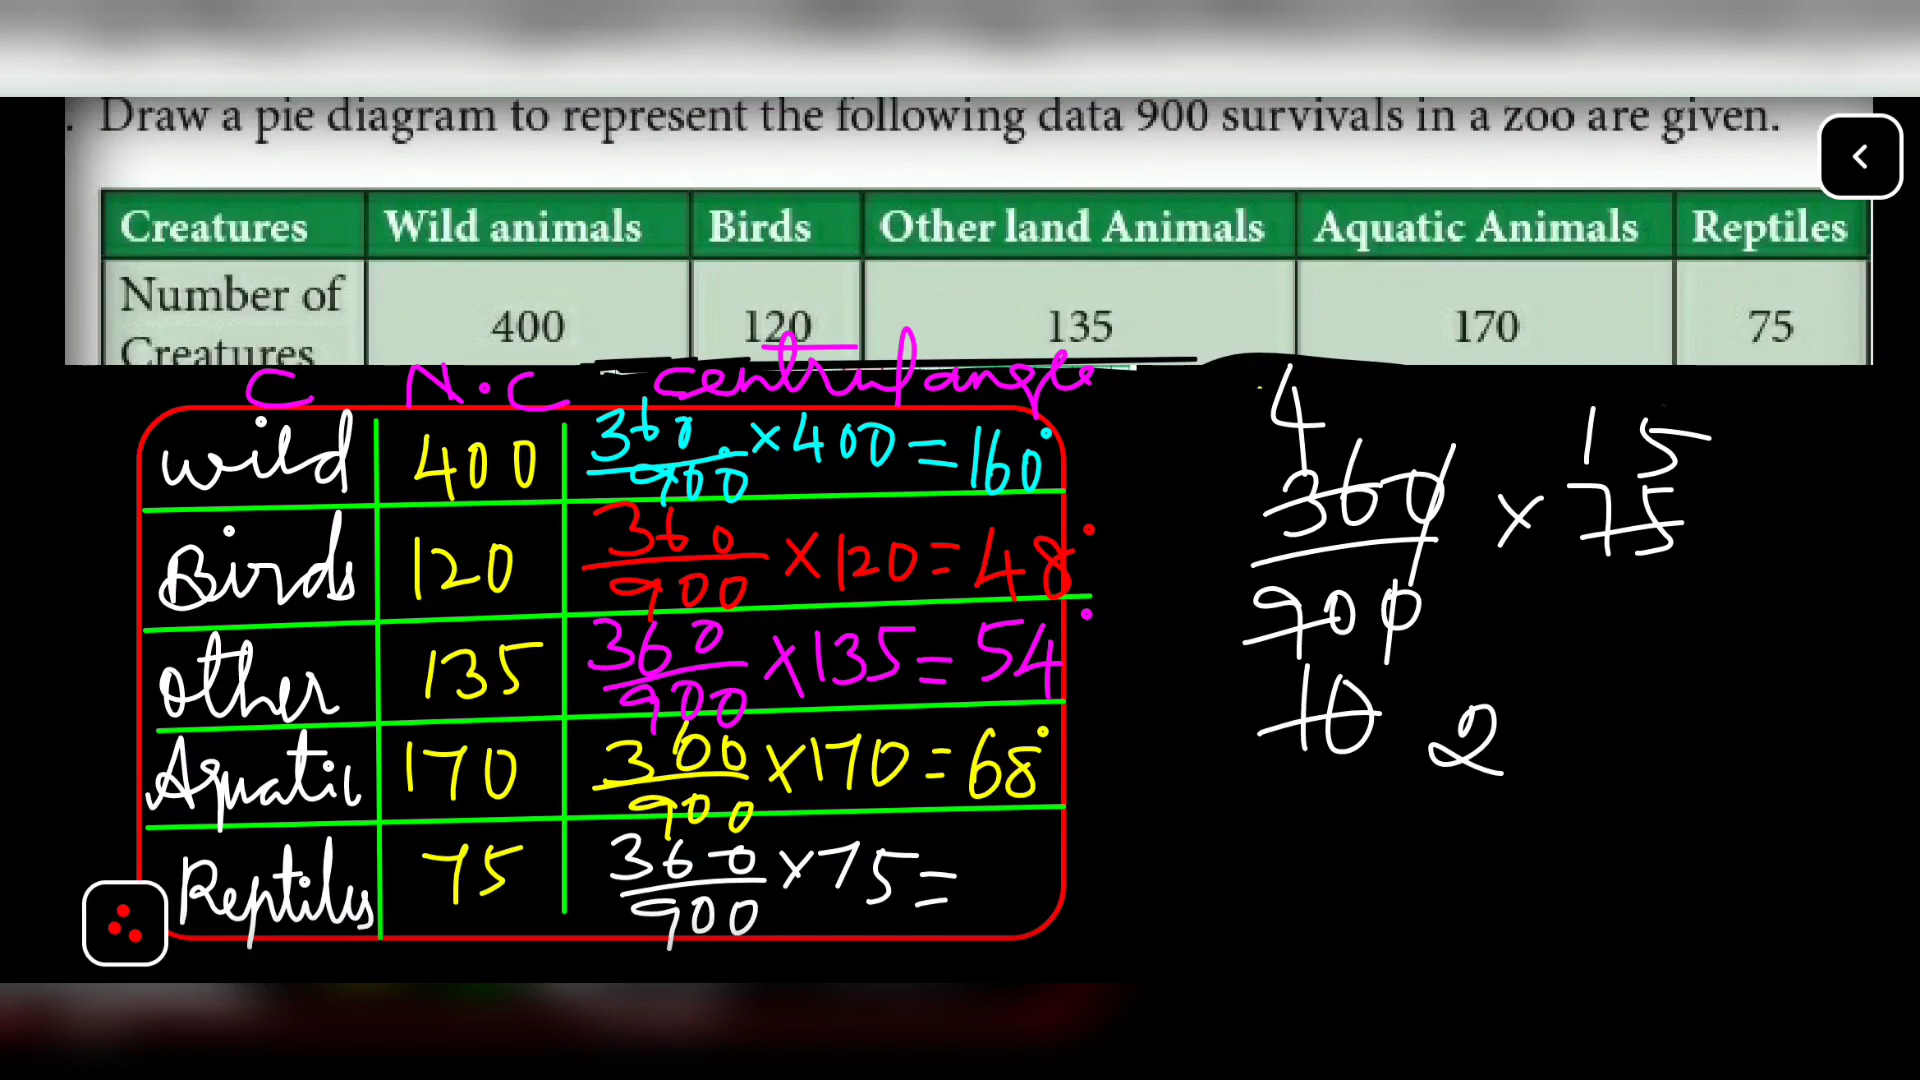 . Draw a pie diagram to represent the following data 900 survivals in a zoo are given.
Creatures Wild animals Birds Other land Animals Aquatic Animals Reptiles
Number of Creatures 400 120 135 170 75
C N.C central angle
wild 400 360/900 × 400 = 160°
Birds 120 360/900 × 120 = 48°
other 135 360/900 × 135 = 54°
Aquatic 170 360/900 × 170 = 68°
Reptiles 75 360/900 × 75 =
4 15
360/900 × 75
10 2